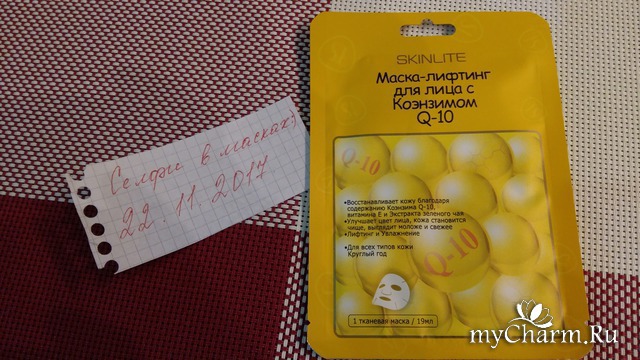 Селфи в масках:)
22 11. 2017
SKINLITE
Маска-лифтинг
для лица с
Коэнзимом
Q-10
Q-10
•Восстанавливает кожу благодаря
содержанию Коэнзима Q-10,
витамина Е и Экстракта зеленого чая
•Улучшает цвет лица, кожа становится
чище, выглядит моложе и свежее
•Лифтинг и Увлажнение
•Для всех типов кожи
Круглый год
Q-10
1 тканевая маска / 19мл
myCharm.Ru